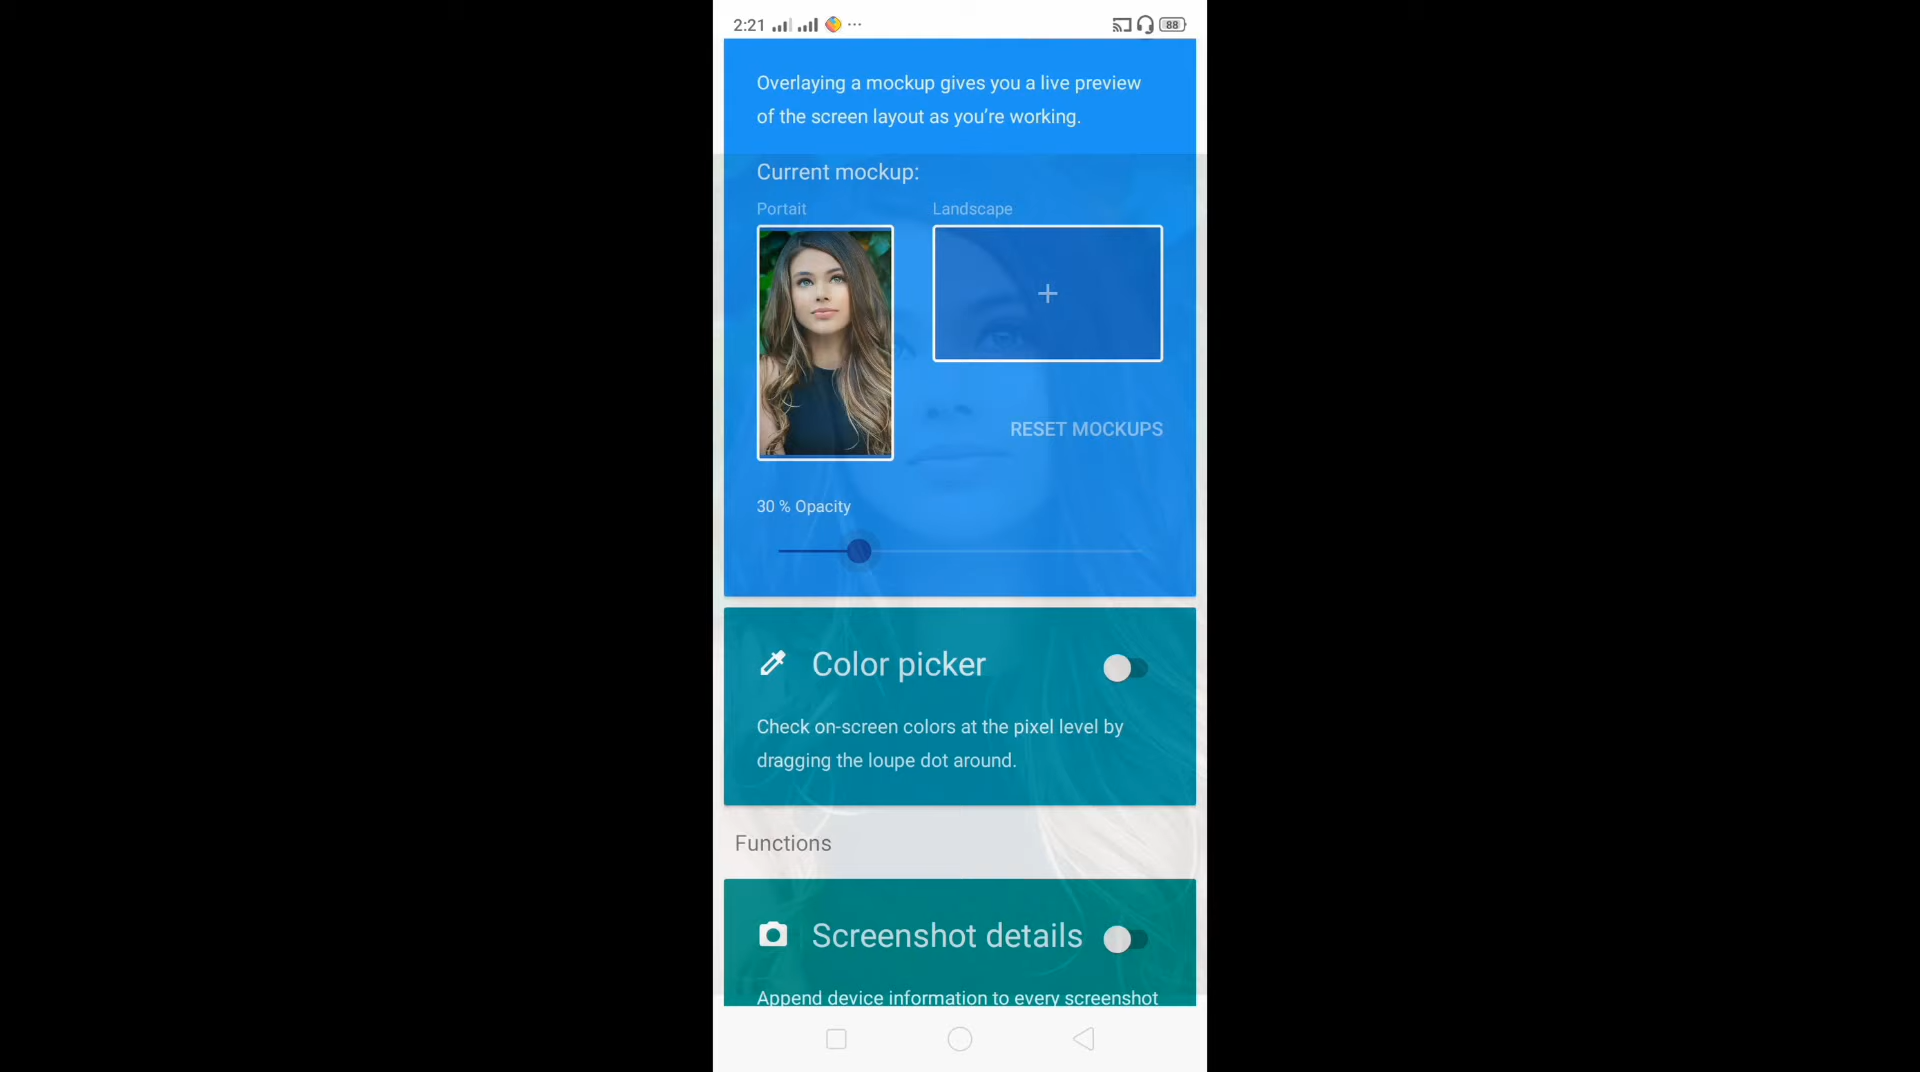 2:21
88
Overlaying a mockup gives you a live preview
of the screen layout as you’re working.
Current mockup:
Portait
Landscape
+
RESET MOCKUPS
30 % Opacity
Color picker
Check on-screen colors at the pixel level by
dragging the loupe dot around.
Functions
Screenshot details
Append device information to every screenshot